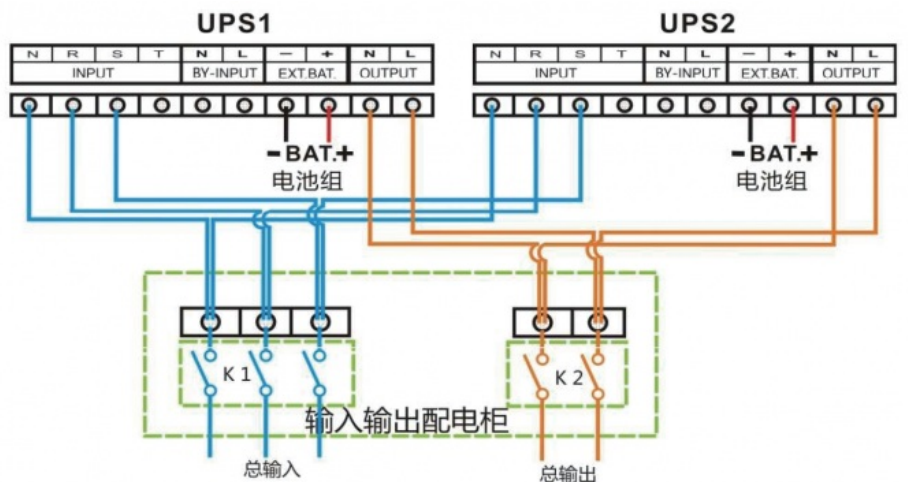 UPS1 UPS2
N R S T N L − + N L N R S T N L − + N L
INPUT BY-INPUT EXT.BAT. OUTPUT INPUT BY-INPUT EXT.BAT. OUTPUT
- BAT.+ - BAT.+
电池组 电池组
K 1 K 2
输入输出配电柜
总输入 总输出